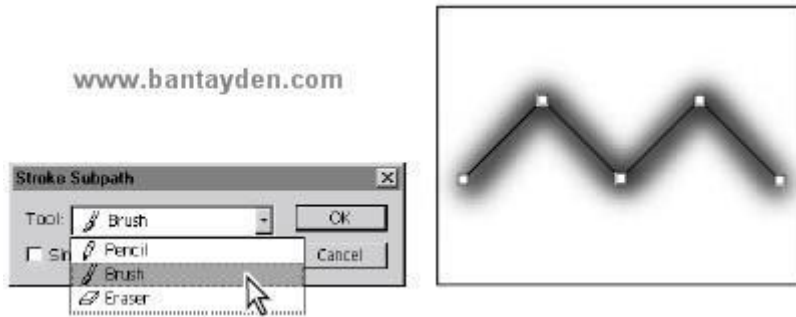 www.bantayden.com
Stroke Subpath
Tool: Brush
OK
Pencil
Cancel
Brush
Eraser